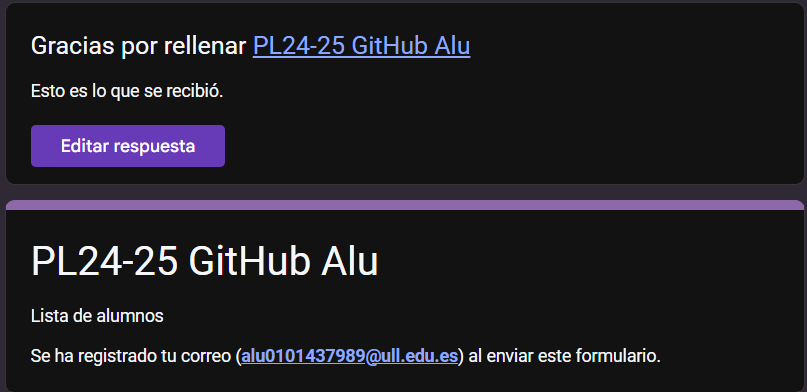 Gracias por rellenar PL24-25 GitHub Alu
Esto es lo que se recibió.
Editar respuesta
PL24-25 GitHub Alu
Lista de alumnos
Se ha registrado tu correo (alu0101437989@ull.edu.es) al enviar este formulario.